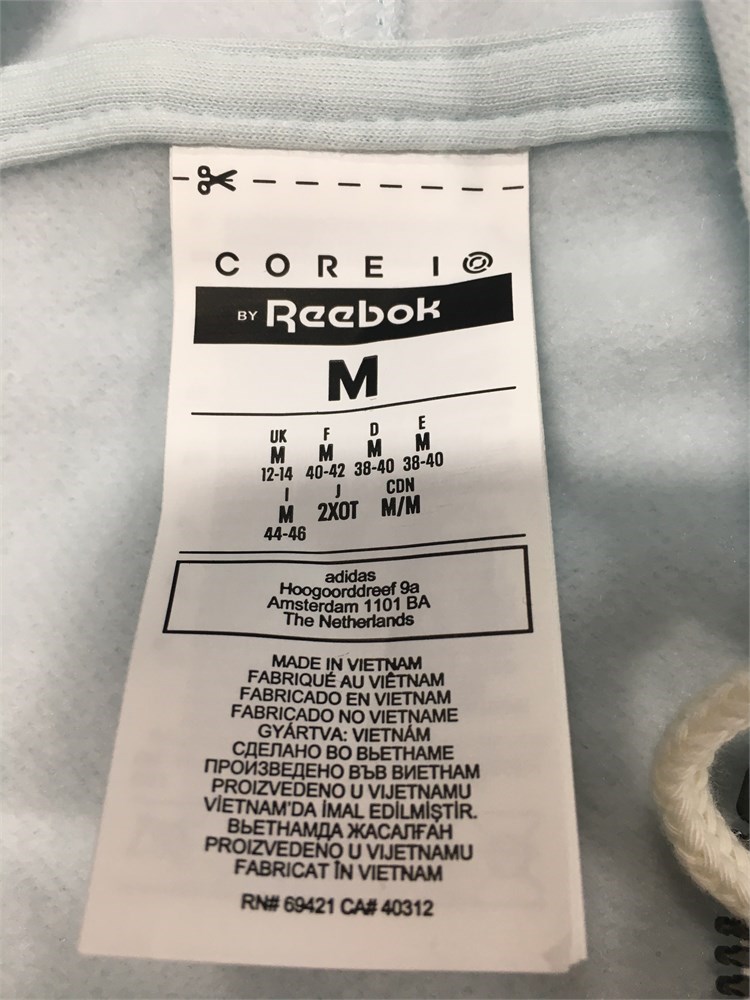 CORE I
BY Reebok
M
UK F D E
M M M M
12-14 40-42 38-40 38-40
I J CDN
M 2XOT M/M
44-46
adidas
Hoogoorddreef 9a
Amsterdam 1101 BA
The Netherlands
MADE IN VIETNAM
FABRIQUÉ AU VIÊTNAM
FABRICADO EN VIETNAM
FABRICADO NO VIETNAME
GYÁRTVA: VIETNÁM
СДЕЛАНО ВО ВЬЕТНАМЕ
ПРОИЗВЕДЕНО ВЪВ ВИЕТНАМ
PROIZVEDENO U VIJETNAMU
VİETNAM'DA İMAL EDİLMİŞTİR.
ВЬЕТНАМДА ЖАСАЛҒАН
PROIZVEDENO U VIJETNAMU
FABRICAT ÎN VIETNAM
RN# 69421 CA# 40312